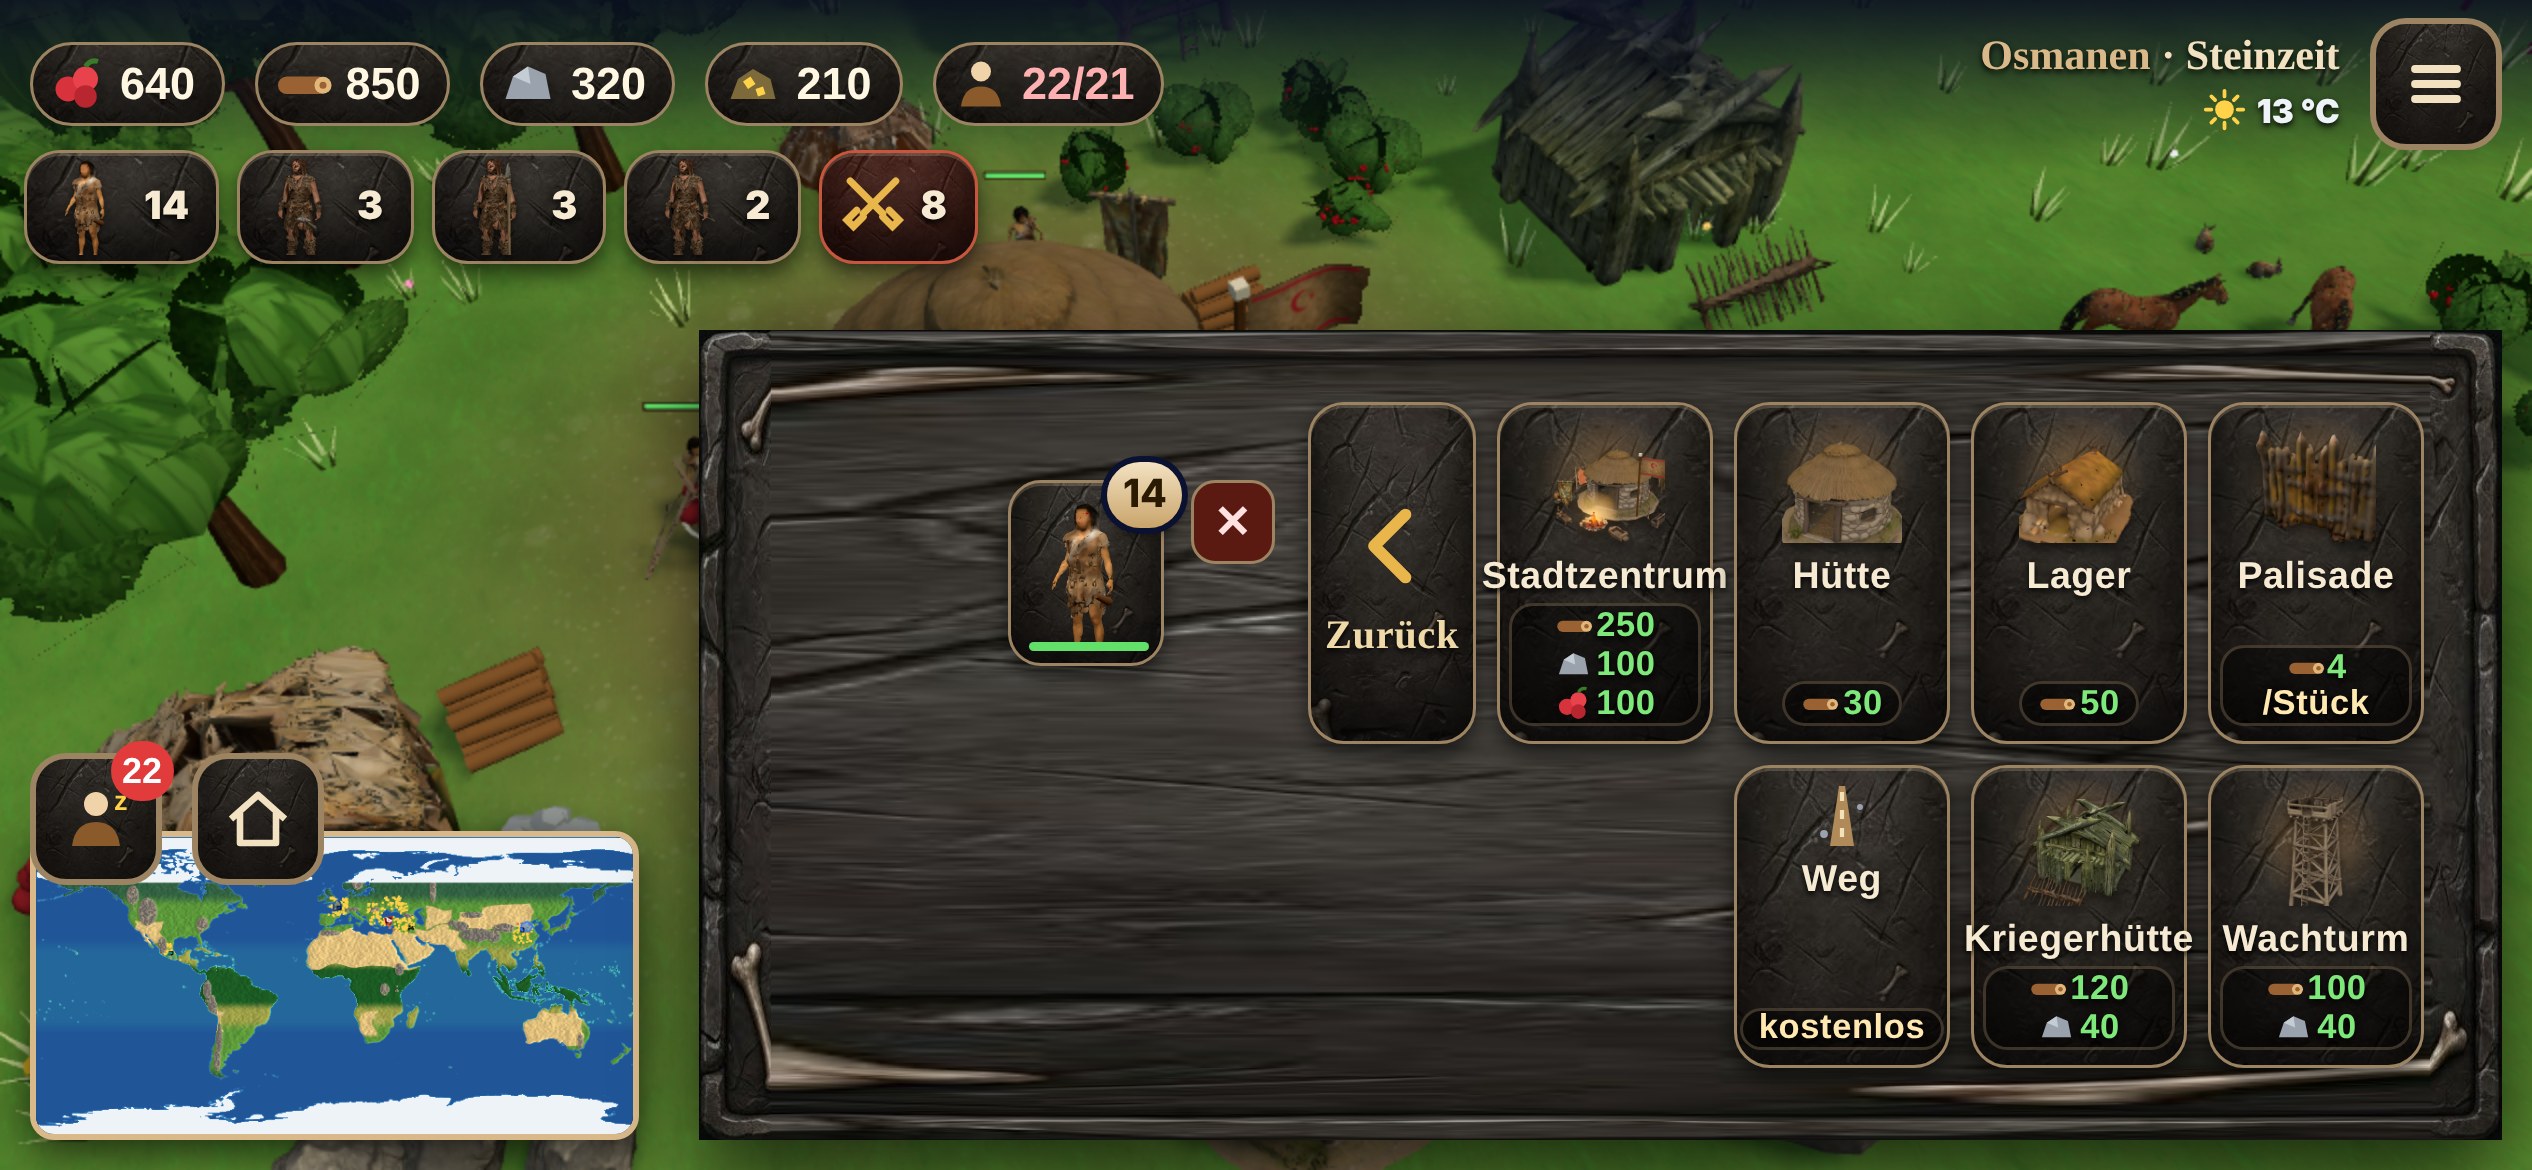 640
850
320
210
22/21
Osmanen · Steinzeit
13 °C
14
3
3
2
8
14
Zurück
Stadtzentrum
250
100
100
Hütte
30
Lager
50
Palisade
4
/Stück
Weg
kostenlos
Kriegerhütte
120
40
Wachturm
100
40
22
z